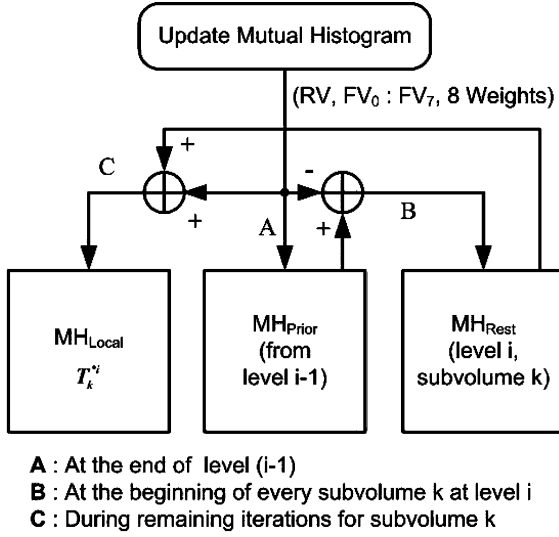 Update Mutual Histogram
(RV, FV0 : FV7, 8 Weights)
+
C
-
+
A
+
B
MHLocal
T*ik
MHPrior
(from
level i-1)
MHRest
(level i,
subvolume k)
A : At the end of level (i-1)
B : At the beginning of every subvolume k at level i
C : During remaining iterations for subvolume k